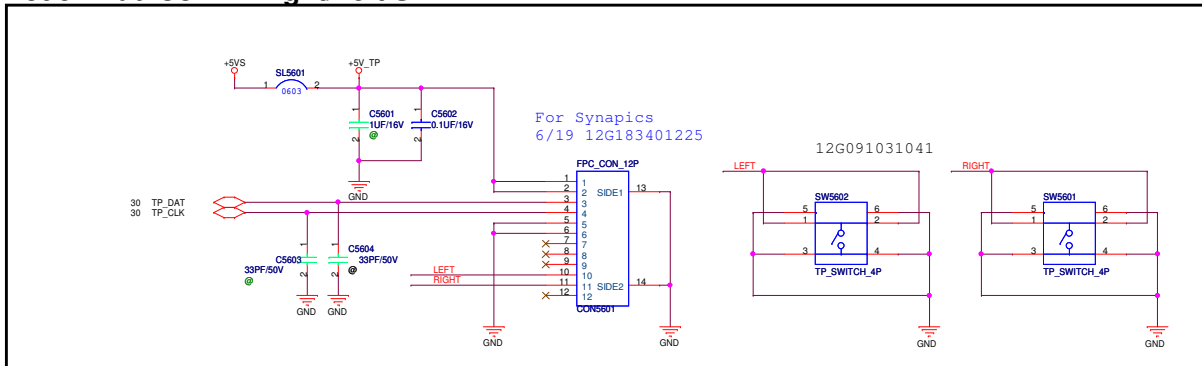 +5VS
+5V_TP
SL5601
1 2
0603
1
C5601
1UF/16V
2
@
1
C5602
0.1UF/16V
2
GND
For Synapics
6/19 12G183401225
FPC_CON_12P
1 1
2 2
3 3
4 4
5 5
6 6
7 7
8 8
9 9
10 10
11 11
12 12
SIDE1 13
SIDE2 14
CON5601
30 TP_DAT
30 TP_CLK
1
C5603
33PF/50V
2
@
GND
1
C5604
33PF/50V
2
@
GND
LEFT
RIGHT
GND
GND
12G091031041
LEFT
SW5602
5 6
1 2
3 4
TP_SWITCH_4P
GND
RIGHT
SW5601
5 6
1 2
3 4
TP_SWITCH_4P
GND